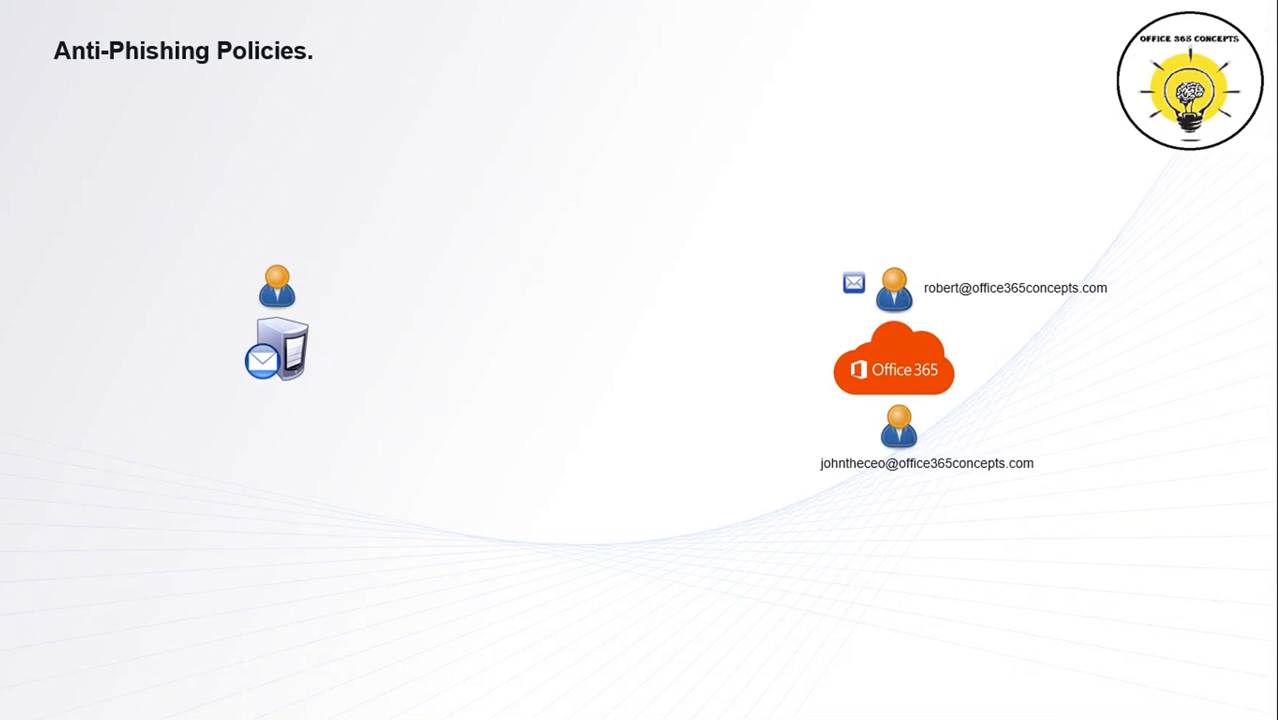 Anti-Phishing Policies.
OFFICE 365 CONCEPTS
robert@office365concepts.com
Office 365
johntheceo@office365concepts.com